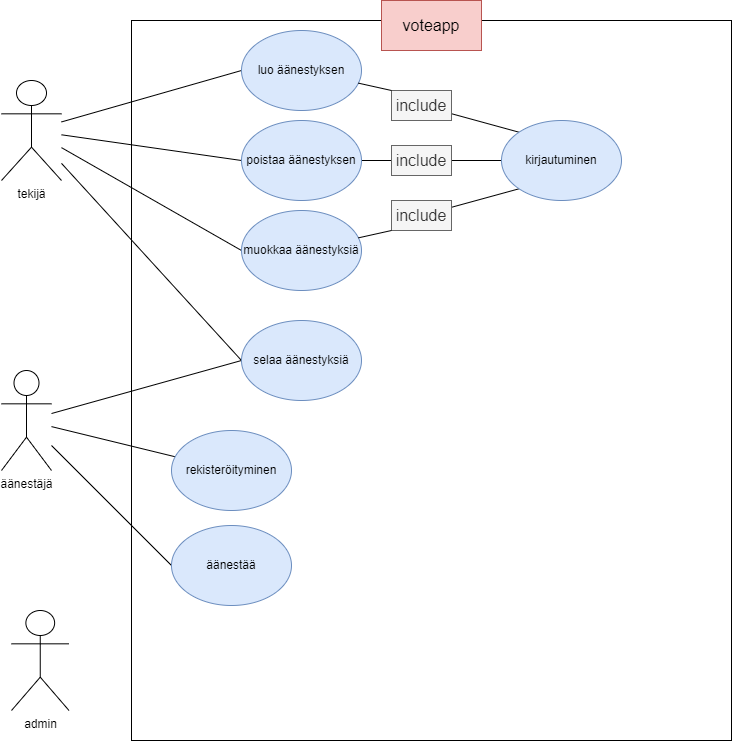 voteapp
luo äänestyksen
include
tekijä
poistaa äänestyksen
include
kirjautuminen
muokkaa äänestyksiä
include
selaa äänestyksiä
äänestäjä
rekisteröityminen
äänestää
admin